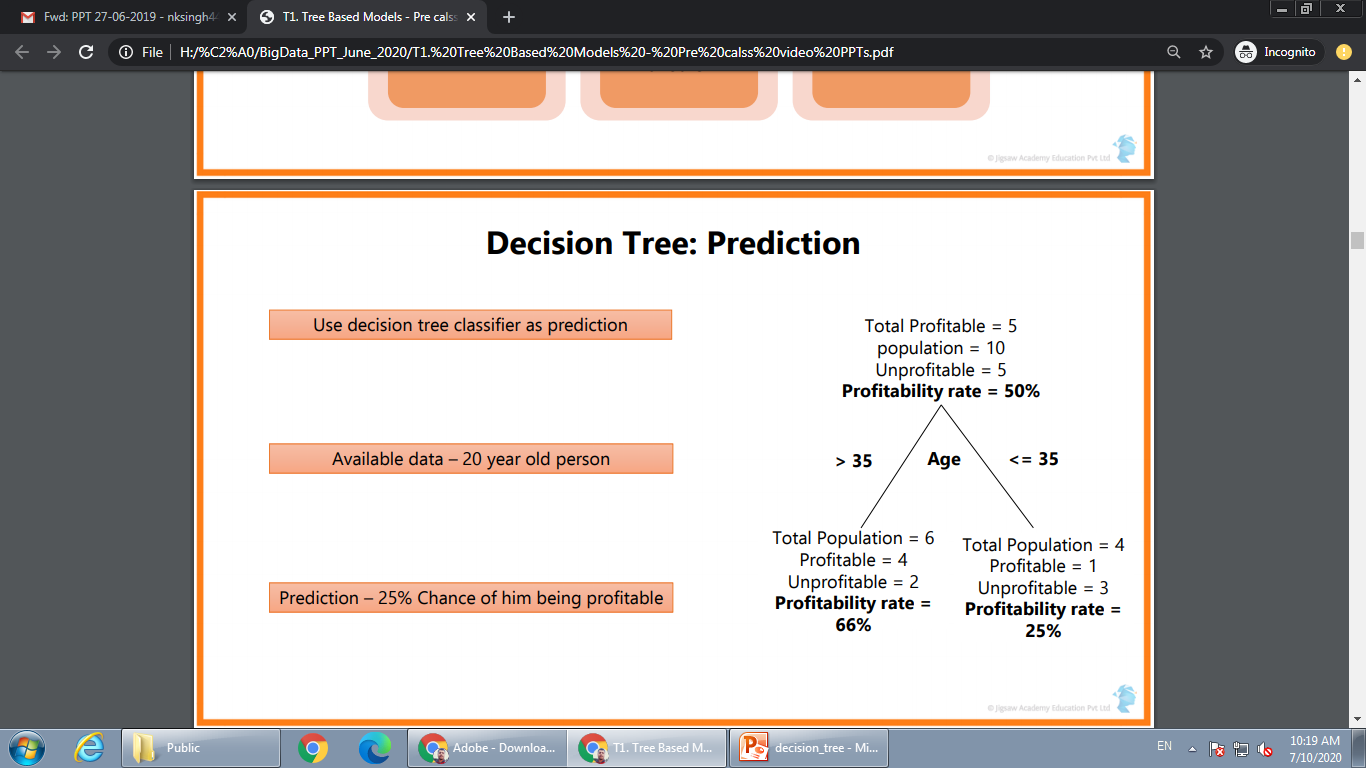 Fwd: PPT 27-06-2019 - nksingh44
T1. Tree Based Models - Pre calss
File
H:/%C2%A0/BigData_PPT_June_2020/T1.%20Tree%20Based%20Models%20-%20Pre%20calss%20video%20PPTs.pdf
Incognito
© Jigsaw Academy Education Pvt Ltd
Decision Tree: Prediction
Use decision tree classifier as prediction
Available data – 20 year old person
Prediction – 25% Chance of him being profitable
Total Profitable = 5
population = 10
Unprofitable = 5
Profitability rate = 50%
> 35
Age
<= 35
Total Population = 6
Profitable = 4
Unprofitable = 2
Profitability rate =
66%
Total Population = 4
Profitable = 1
Unprofitable = 3
Profitability rate =
25%
© Jigsaw Academy Education Pvt Ltd
Public
Adobe - Downloa...
T1. Tree Based M...
decision_tree - Mi...
EN
10:19 AM
7/10/2020